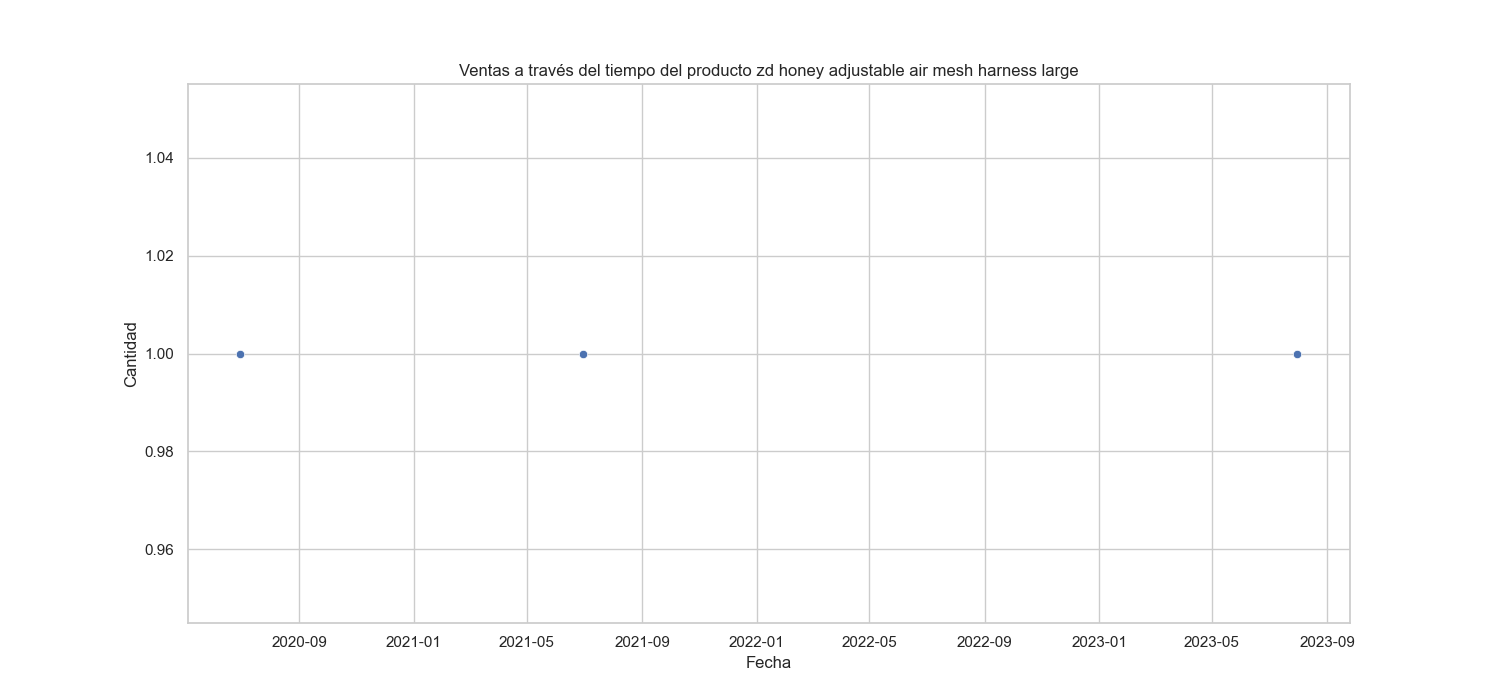 Ventas a través del tiempo del producto zd honey adjustable air mesh harness large
1.04
1.02
1.00
0.98
0.96
Cantidad
2020-09 2021-01 2021-05 2021-09 2022-01 2022-05 2022-09 2023-01 2023-05 2023-09
Fecha